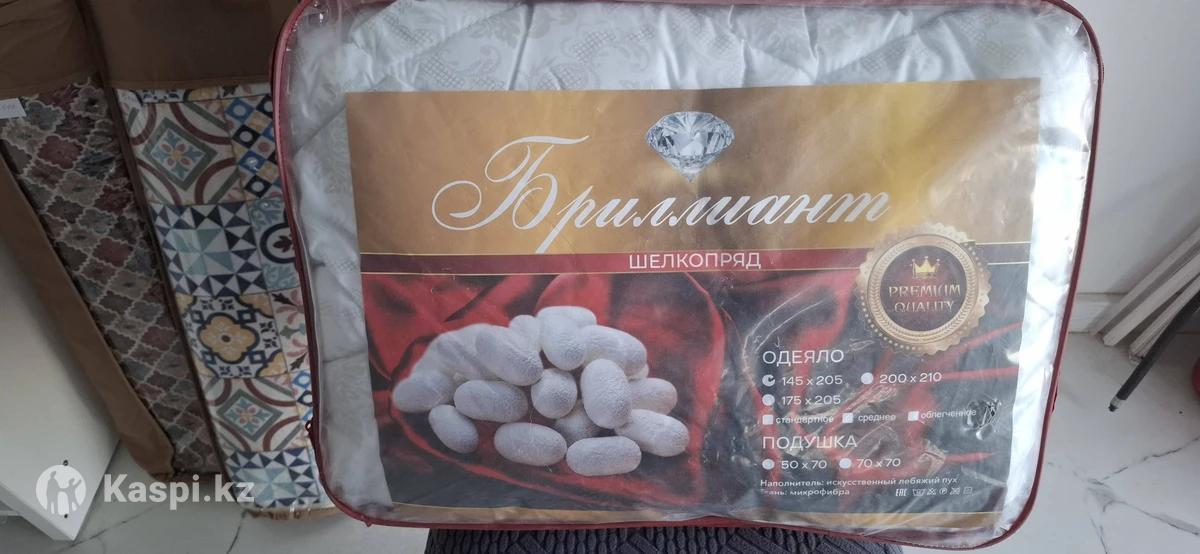 Бриллиант
ШЕЛКОПРЯД
PREMIUM
QUALITY
ОДЕЯЛО
145 х 205 200 х 210
175 х 205
стандартное среднее облегченное
ПОДУШКА
50 х 70 70 х 70
Наполнитель: искусственный лебяжий пух
Ткань: микрофибра
EAC
Kaspi.kz